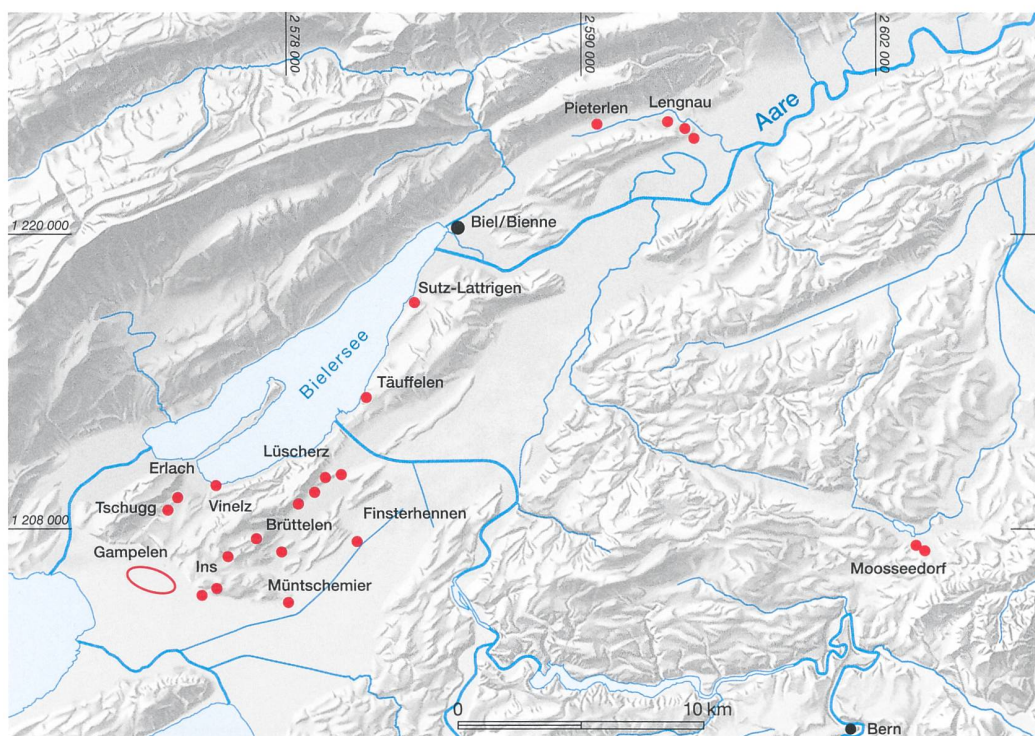 2 578 000
2 590 000
2 602 000
Pieterlen
Lengnau
Aare
1 220 000
Biel/Bienne
Sutz-Lattrigen
Bielersee
Täuffelen
Lüscherz
Erlach
Tschugg
Vinelz
Finsterhennen
Brüttelen
1 208 000
Gampelen
Ins
Müntschemier
Moosseedorf
0 10 km
Bern